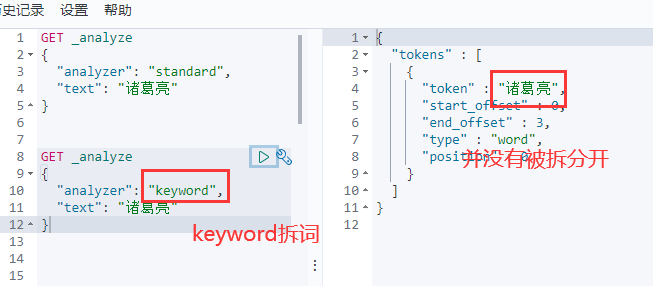 历史记录 设置 帮助
1 GET _analyze
2 {
3 "analyzer": "standard",
4 "text": "诸葛亮"
5 }
6
7
8 GET _analyze
9 {
10 "analyzer": "keyword",
11 "text": "诸葛亮"
12 }
13
14
15
keyword拆词
1 {
2 "tokens" : [
3 {
4 "token" : "诸葛亮",
5 "start_offset" : 0,
6 "end_offset" : 3,
7 "type" : "word",
8 "position" : 0
并没有被拆分开
9 }
10 ]
11 }
12